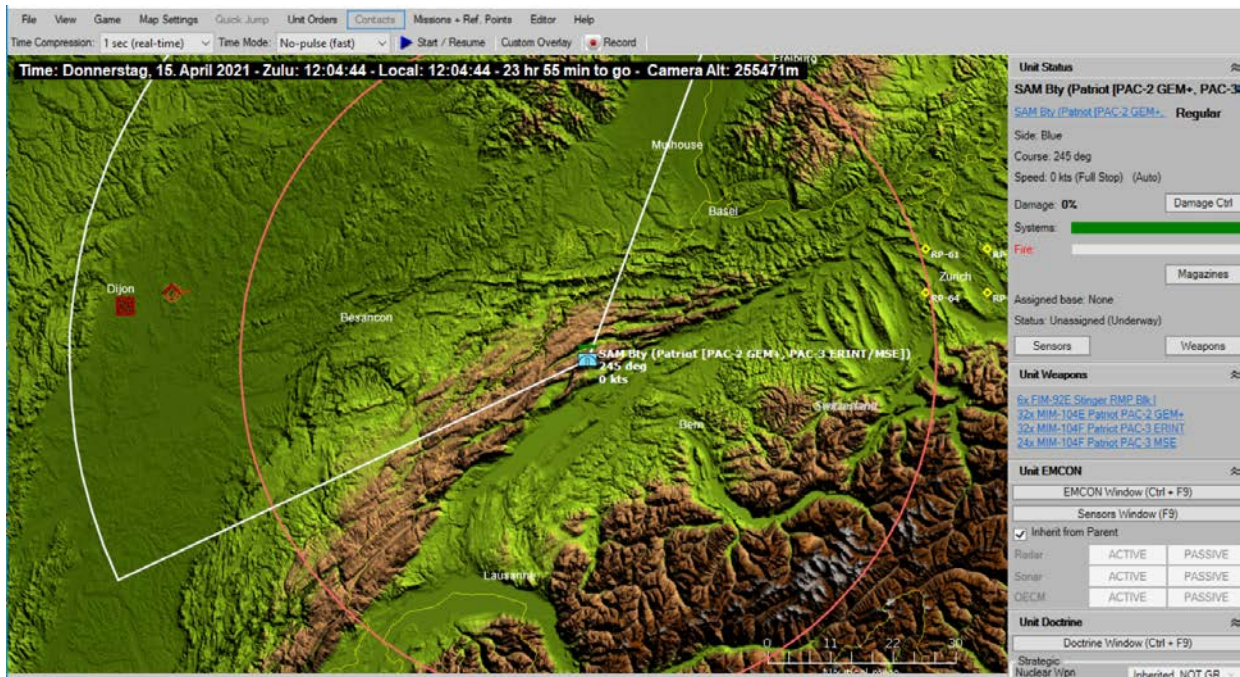 File View Game Map Settings Quick Jump Unit Orders Contacts Missions + Ref. Points Editor Help
Time Compression: 1 sec (real-time) Time Mode: No-pulse (fast) Start / Resume Custom Overlay Record
Time: Donnerstag, 15. April 2021 - Zulu: 12:04:44 - Local: 12:04:44 - 23 hr 55 min to go - Camera Alt: 255471m
Freiburg
Mulhouse
Basel
RP-61
Zurich
RP-64
RP-
Dijon
Besancon
SAM Bty (Patriot [PAC-2 GEM+, PAC-3 ERINT/MSE])
245 deg
0 kts
Switzerland
Bern
Lausanne
0 11 22 30
Unit Status
SAM Bty (Patriot [PAC-2 GEM+, PAC-3
SAM Bty (Patriot [PAC-2 GEM+, Regular
Side: Blue
Course: 245 deg
Speed: 0 kts (Full Stop) (Auto)
Damage: 0% Damage Ctrl
Systems:
Fire:
Magazines
Assigned base: None
Status: Unassigned (Underway)
Sensors Weapons
Unit Weapons
6x FIM-92E Stinger RMP Blk I
32x MIM-104E Patriot PAC-2 GEM+
32x MIM-104F Patriot PAC-3 ERINT
24x MIM-104F Patriot PAC-3 MSE
Unit EMCON
EMCON Window (Ctrl + F9)
Sensors Window (F9)
Inherit from Parent
Radar ACTIVE PASSIVE
Sonar ACTIVE PASSIVE
OECM ACTIVE PASSIVE
Unit Doctrine
Doctrine Window (Ctrl + F9)
Strategic
Nuclear Wpn Inherited, NOT GR